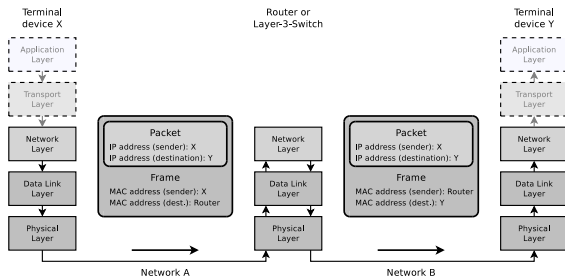 Terminal
device X
Router or
Layer-3-Switch
Terminal
device Y
Application
Layer
Transport
Layer
Network
Layer
Data Link
Layer
Physical
Layer
Packet
IP address (sender): X
IP address (destination): Y
Frame
MAC address (sender): X
MAC address (dest.): Router
Network
Layer
Data Link
Layer
Physical
Layer
Packet
IP address (sender): X
IP address (destination): Y
Frame
MAC address (sender): Router
MAC address (dest.): Y
Application
Layer
Transport
Layer
Network
Layer
Data Link
Layer
Physical
Layer
Network A
Network B